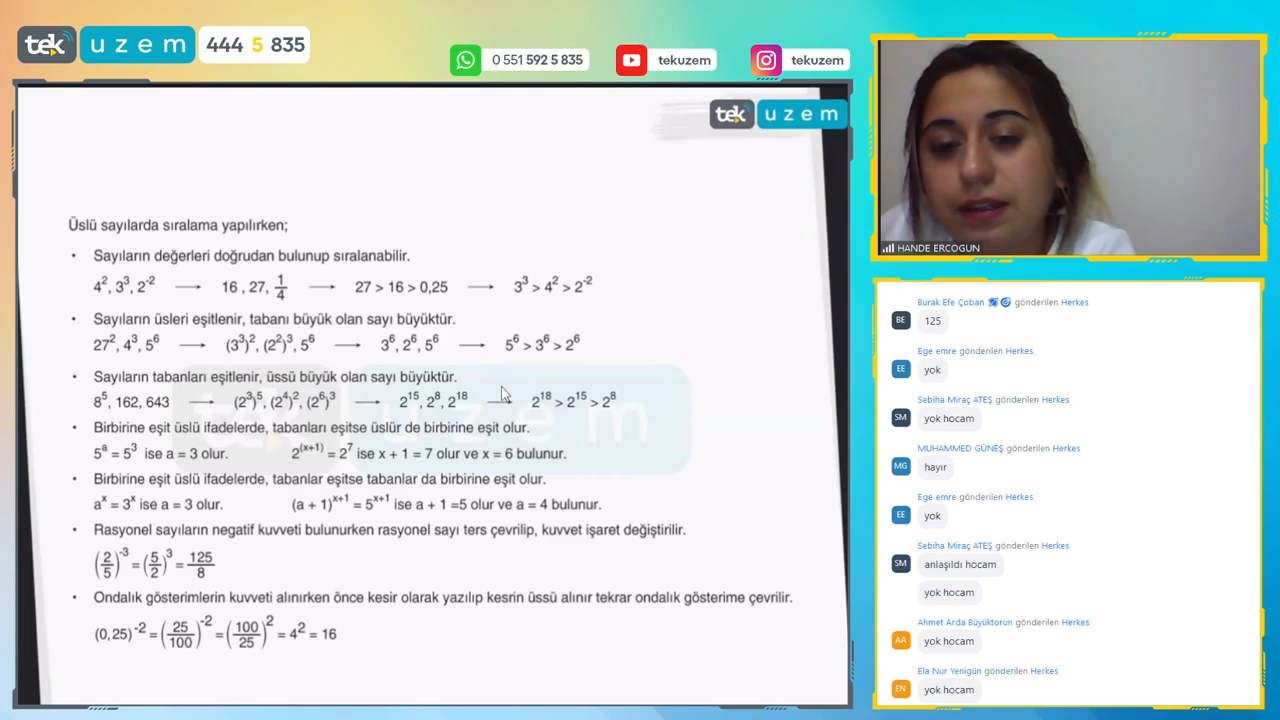 tek uzem 444 5 835
0 551 592 5 835
tekuzem
tekuzem
tek uzem
Üslü sayılarda sıralama yapılırken;
• Sayıların değerleri doğrudan bulunup sıralanabilir.
4², 3³, 2⁻² → 16 , 27, 1/4 → 27 > 16 > 0,25 → 3³ > 4² > 2⁻²
• Sayıların üsleri eşitlenir, tabanı büyük olan sayı büyüktür.
27², 4³, 5⁶ → (3³)², (2²)³, 5⁶ → 3⁶, 2⁶, 5⁶ → 5⁶ > 3⁶ > 2⁶
• Sayıların tabanları eşitlenir, üssü büyük olan sayı büyüktür.
8⁵, 162, 643 → (2³)⁵, (2⁴)², (2⁶)³ → 2¹⁵, 2⁸, 2¹⁸ → 2¹⁸ > 2¹⁵ > 2⁸
• Birbirine eşit üslü ifadelerde, tabanları eşitse üslür de birbirine eşit olur.
5ᵃ = 5³ ise a = 3 olur. 2⁽ˣ⁺¹⁾ = 2⁷ ise x + 1 = 7 olur ve x = 6 bulunur.
• Birbirine eşit üslü ifadelerde, tabanlar eşitse tabanlar da birbirine eşit olur.
aˣ = 3ˣ ise a = 3 olur. (a + 1)ˣ⁺¹ = 5ˣ⁺¹ ise a + 1 =5 olur ve a = 4 bulunur.
• Rasyonel sayıların negatif kuvveti bulunurken rasyonel sayı ters çevrilip, kuvvet işaret değiştirilir.
(2/5)⁻³ = (5/2)³ = 125/8
• Ondalık gösterimlerin kuvveti alınırken önce kesir olarak yazılıp kesrin üssü alınır tekrar ondalık gösterime çevrilir.
(0,25)⁻² = (25/100)⁻² = (100/25)² = 4² = 16
HANDE ERCOGUN
Burak Efe Çoban gönderilen Herkes
BE 125
Ege emre gönderilen Herkes
EE yok
Sebiha Miraç ATEŞ gönderilen Herkes
SM yok hocam
MUHAMMED GÜNEŞ gönderilen Herkes
MG hayır
Ege emre gönderilen Herkes
EE yok
Sebiha Miraç ATEŞ gönderilen Herkes
SM anlaşıldı hocam
yok hocam
Ahmet Arda Büyüktorun gönderilen Herkes
AA yok hocam
Ela Nur Yenigün gönderilen Herkes
EN yok hocam